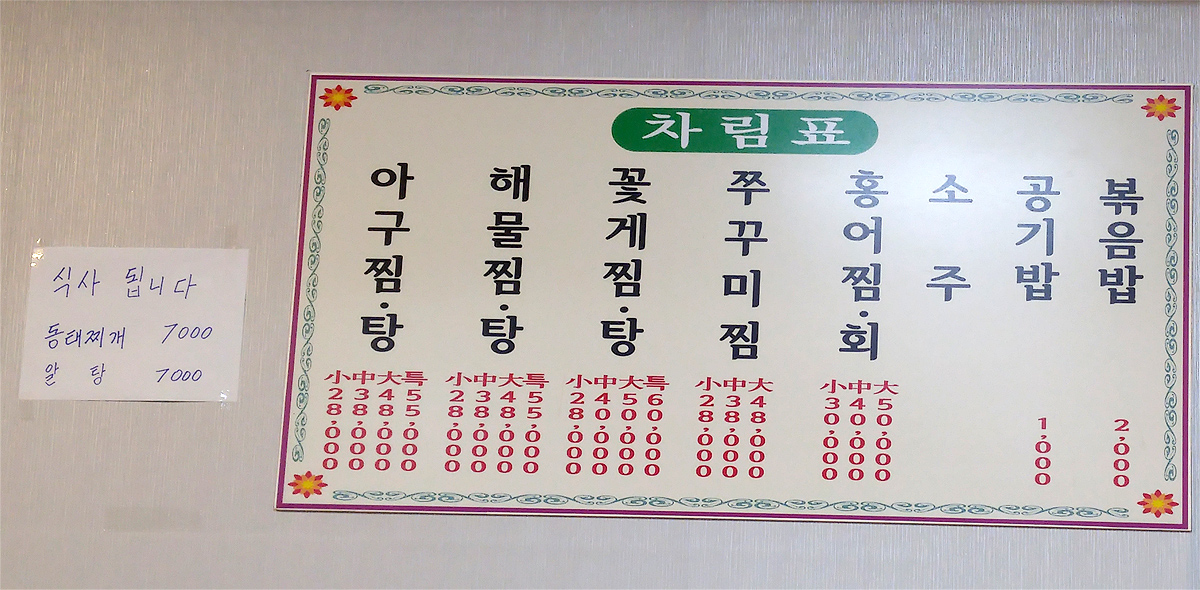 식사 됩니다
동태찌개 7000
알 탕 7000
차림표
아구찜·탕
小 28,000
中 38,000
大 48,000
특 55,000
해물찜·탕
小 28,000
中 38,000
大 48,000
특 55,000
꽃게찜·탕
小 28,000
中 40,000
大 50,000
특 60,000
쭈꾸미찜
小 28,000
中 38,000
大 48,000
홍어찜·회
小 30,000
中 40,000
大 50,000
소주
공기밥
1,000
볶음밥
2,000